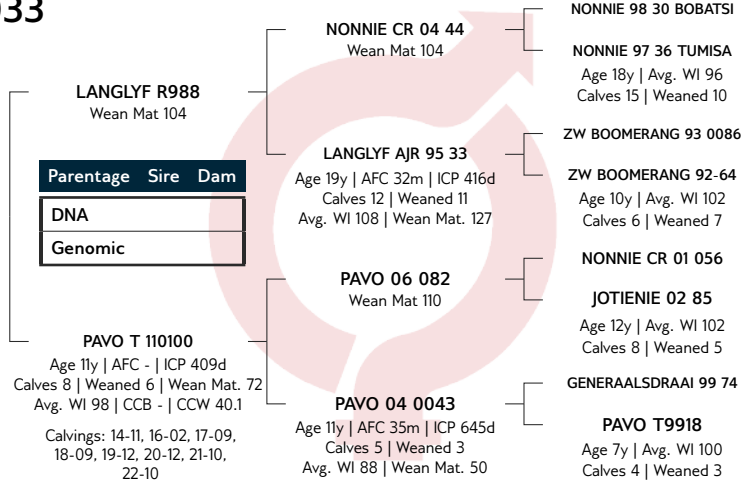 033
LANGLYF R988
Wean Mat 104
Parentage Sire Dam
DNA
Genomic
PAVO T 110100
Age 11y | AFC - | ICP 409d
Calves 8 | Weaned 6 | Wean Mat. 72
Avg. WI 98 | CCB - | CCW 40.1
Calvings: 14-11, 16-02, 17-09,
18-09, 19-12, 20-12, 21-10,
22-10
NONNIE CR 04 44
Wean Mat 104
LANGLYF AJR 95 33
Age 19y | AFC 32m | ICP 416d
Calves 12 | Weaned 11
Avg. WI 108 | Wean Mat. 127
PAVO 06 082
Wean Mat 110
PAVO 04 0043
Age 11y | AFC 35m | ICP 645d
Calves 5 | Weaned 3
Avg. WI 88 | Wean Mat. 50
NONNIE 98 30 BOBATSI
NONNIE 97 36 TUMISA
Age 18y | Avg. WI 96
Calves 15 | Weaned 10
ZW BOOMERANG 93 0086
ZW BOOMERANG 92-64
Age 10y | Avg. WI 102
Calves 6 | Weaned 7
NONNIE CR 01 056
JOTIENIE 02 85
Age 12y | Avg. WI 102
Calves 8 | Weaned 5
GENERAALSDRAAI 99 74
PAVO T9918
Age 7y | Avg. WI 100
Calves 4 | Weaned 3